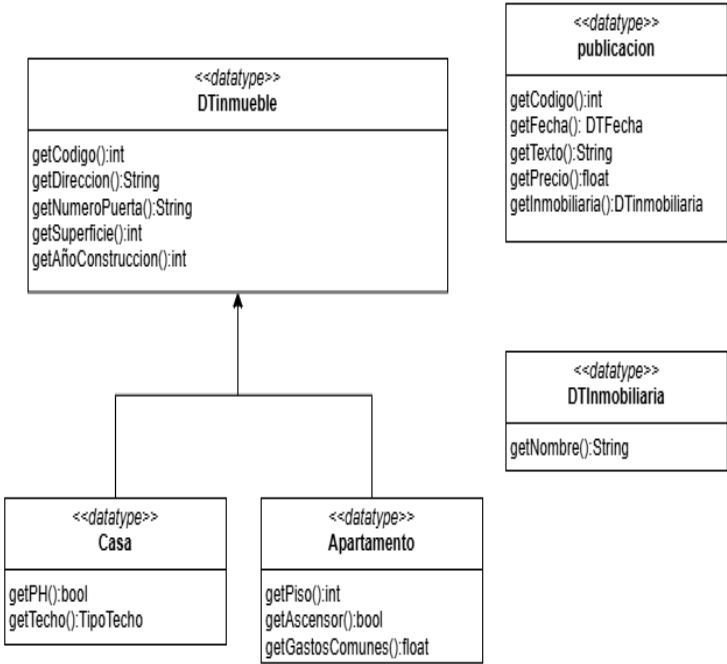 <<datatype>>
DTinmueble
getCodigo():int
getDireccion():String
getNumeroPuerta():String
getSuperficie():int
getAñoConstruccion():int
<<datatype>>
publicacion
getCodigo():int
getFecha(): DTFecha
getTexto():String
getPrecio():float
getInmobiliaria():DTinmobiliaria
<<datatype>>
DTInmobiliaria
getNombre():String
<<datatype>>
Casa
getPH():bool
getTecho():TipoTecho
<<datatype>>
Apartamento
getPiso():int
getAscensor():bool
getGastosComunes():float